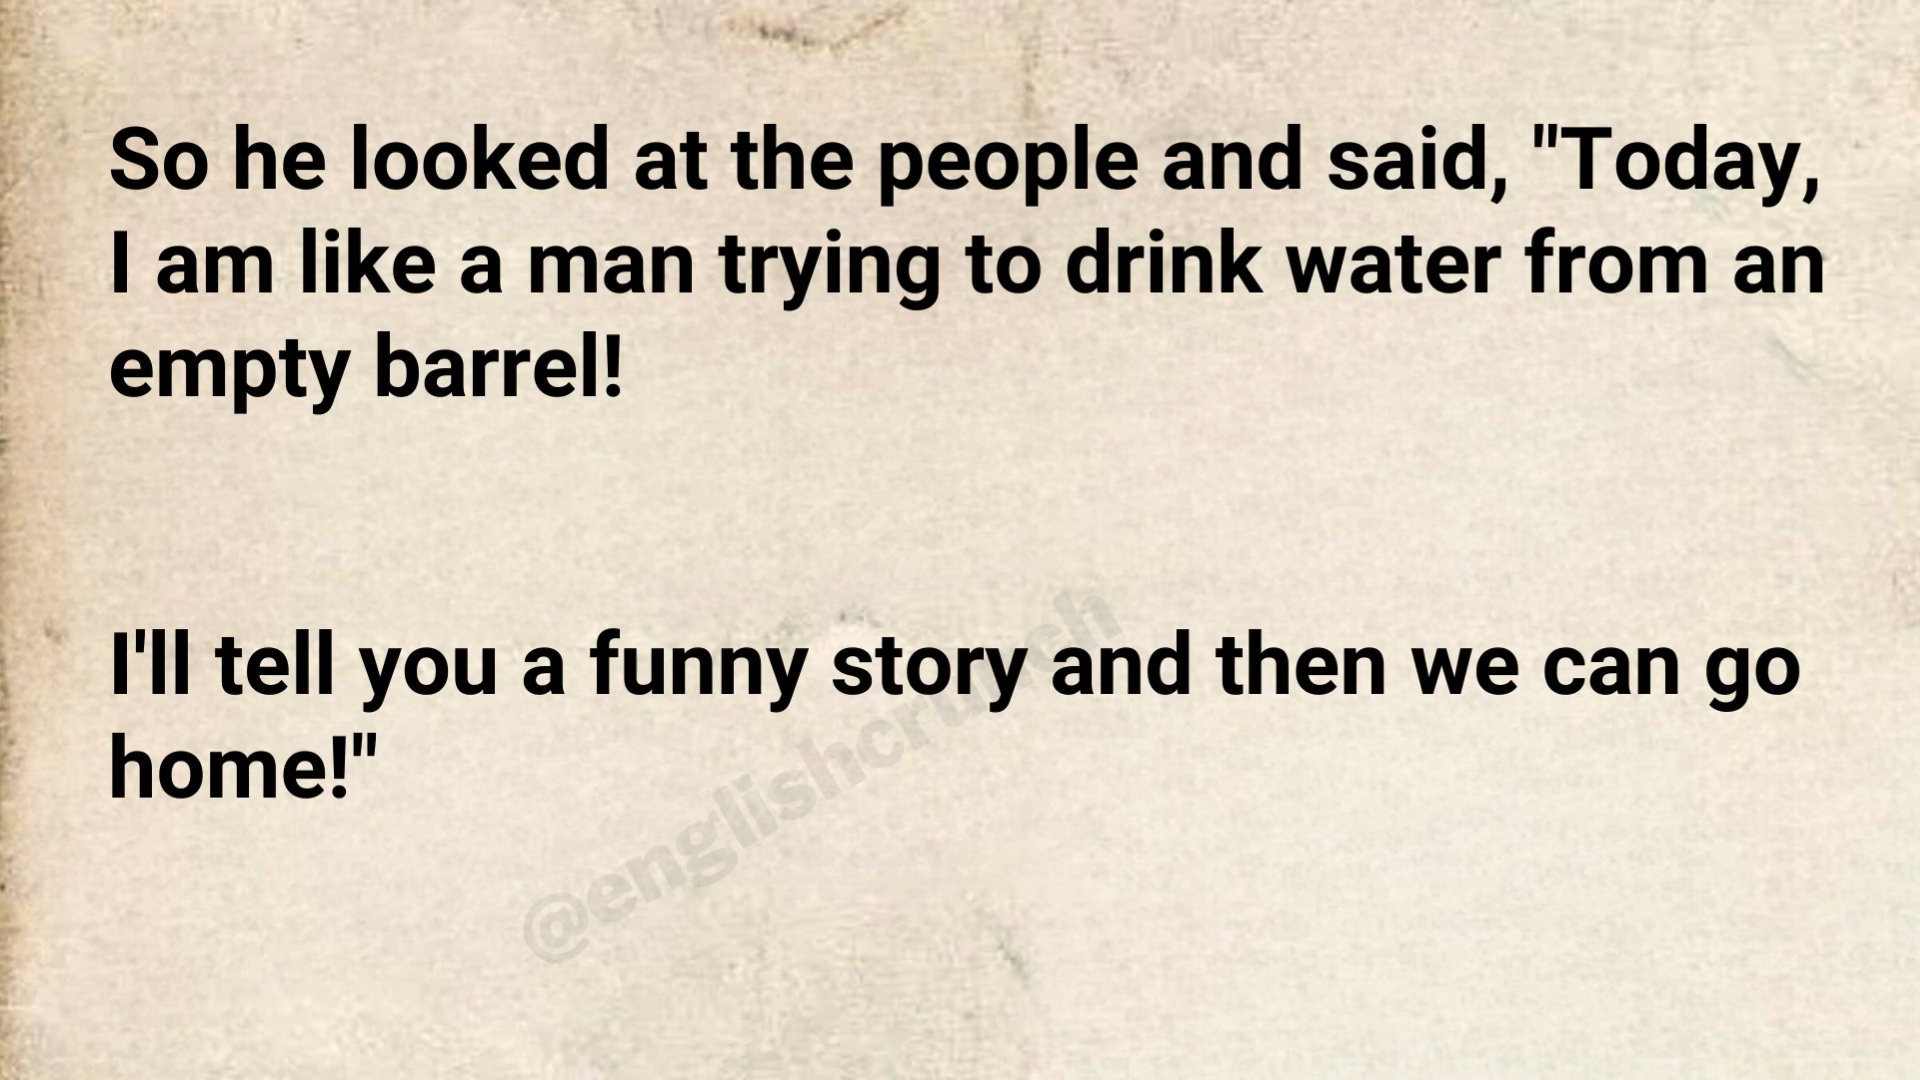 So he looked at the people and said, "Today,
I am like a man trying to drink water from an
empty barrel!
I'll tell you a funny story and then we can go
home!"
@englishcrunch